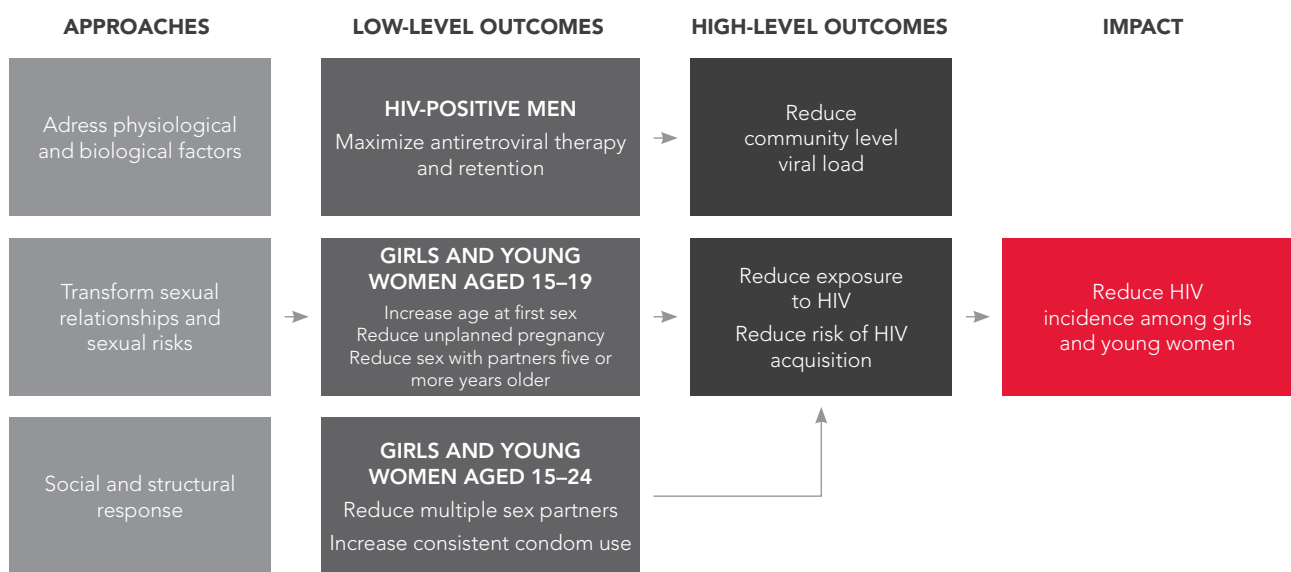 APPROACHES
LOW-LEVEL OUTCOMES
HIGH-LEVEL OUTCOMES
IMPACT
Adress physiological
and biological factors
HIV-POSITIVE MEN
Maximize antiretroviral therapy
and retention
Reduce
community level
viral load
Transform sexual
relationships and
sexual risks
GIRLS AND YOUNG
WOMEN AGED 15–19
Increase age at first sex
Reduce unplanned pregnancy
Reduce sex with partners five or
more years older
Reduce exposure
to HIV
Reduce risk of HIV
acquisition
Reduce HIV
incidence among girls
and young women
Social and structural
response
GIRLS AND YOUNG
WOMEN AGED 15–24
Reduce multiple sex partners
Increase consistent condom use